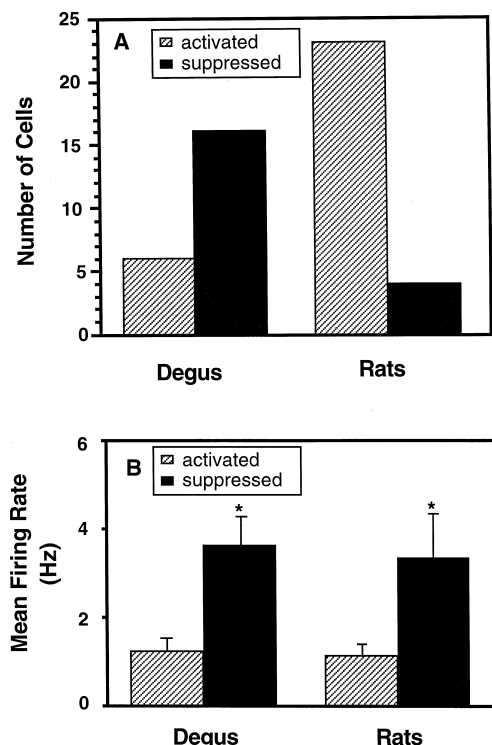 25
A
activated
suppressed
20
15
10
5
0
Number of Cells
Degus
Rats
6
B
activated
suppressed
*
*
4
2
0
Mean Firing Rate
(Hz)
Degus
Rats